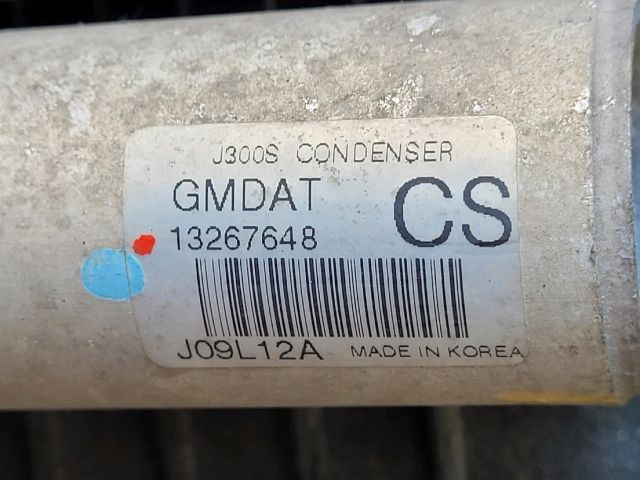 J300S CONDENSER
GMDAT
CS
13267648
J09L12A MADE IN KOREA